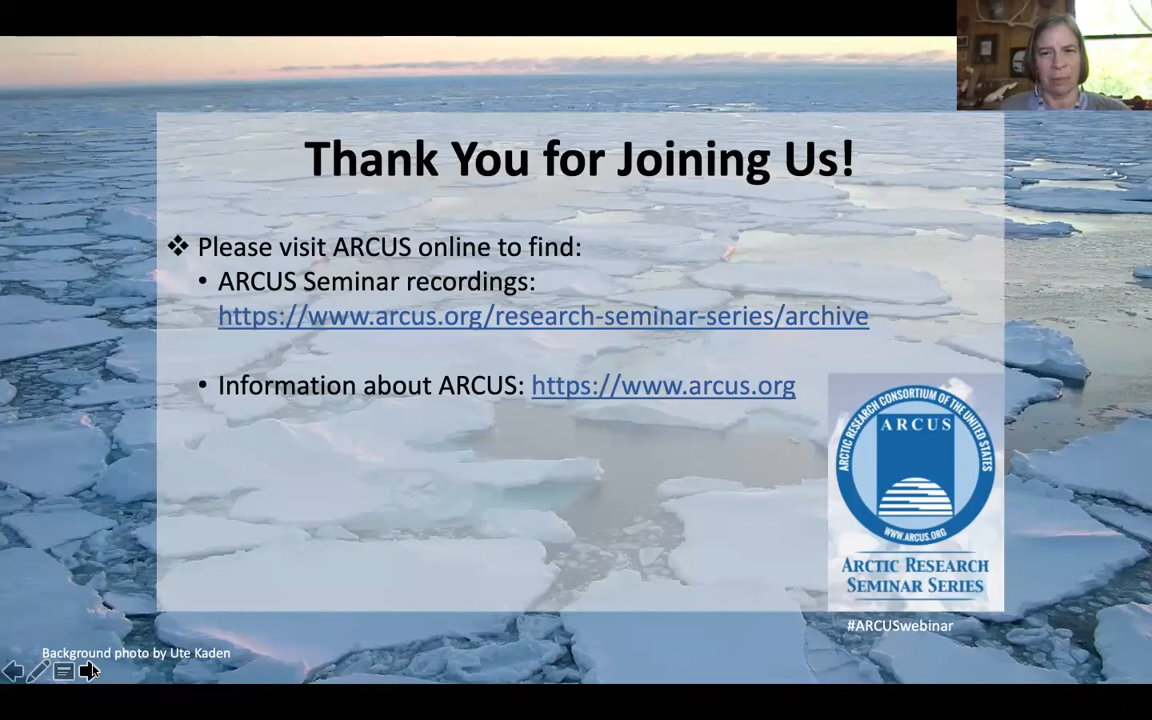 Thank You for Joining Us!
❖ Please visit ARCUS online to find:
• ARCUS Seminar recordings:
https://www.arcus.org/research-seminar-series/archive
• Information about ARCUS: https://www.arcus.org
ARCTIC RESEARCH CONSORTIUM OF THE UNITED STATES
ARCUS
WWW.ARCUS.ORG
ARCTIC RESEARCH
SEMINAR SERIES
#ARCUSwebinar
Background photo by Ute Kaden